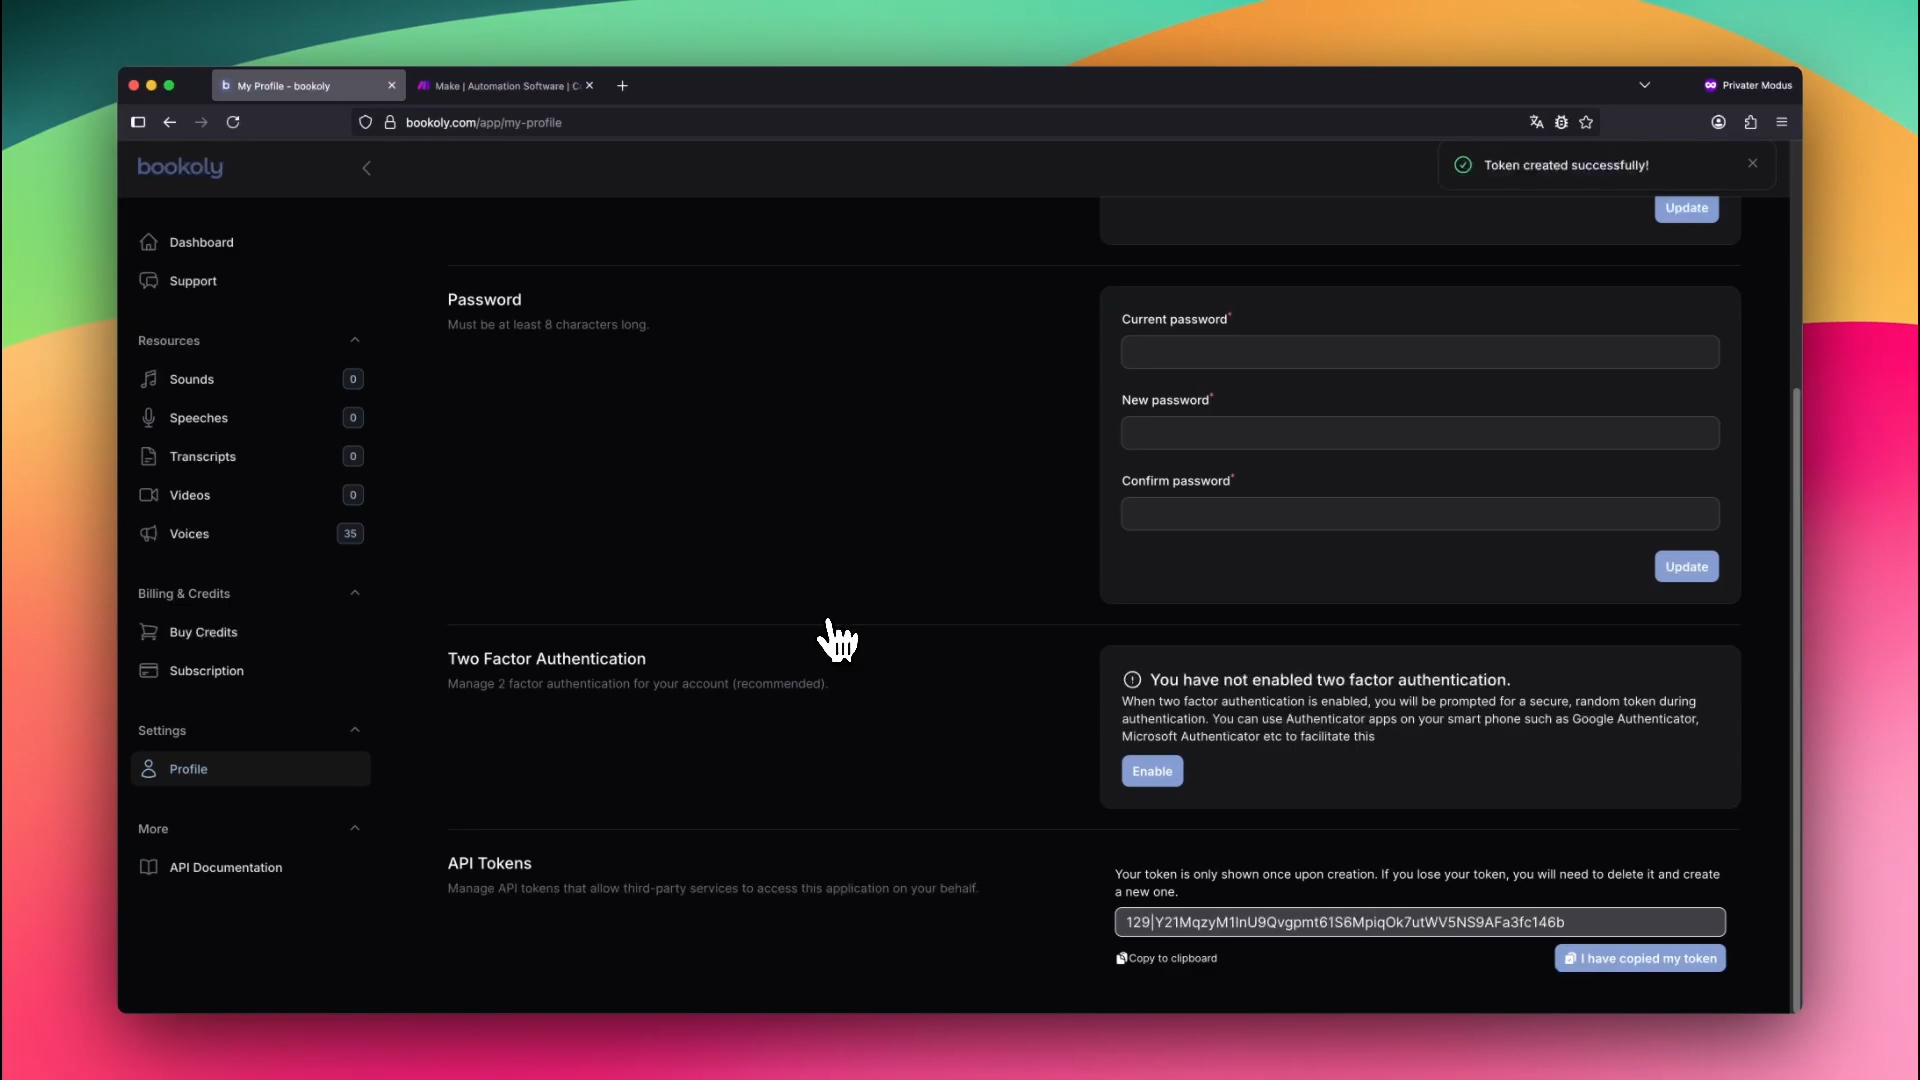 My Profile - bookoly
Make | Automation Software | C
Privater Modus
bookoly.com/app/my-profile
bookoly
Token created successfully!
Update
Dashboard
Support
Resources
Sounds 0
Speeches 0
Transcripts 0
Videos 0
Voices 35
Billing & Credits
Buy Credits
Subscription
Settings
Profile
More
API Documentation
Password
Must be at least 8 characters long.
Current password*
New password*
Confirm password*
Update
Two Factor Authentication
Manage 2 factor authentication for your account (recommended).
You have not enabled two factor authentication.
When two factor authentication is enabled, you will be prompted for a secure, random token during
authentication. You can use Authenticator apps on your smart phone such as Google Authenticator,
Microsoft Authenticator etc to facilitate this
Enable
API Tokens
Manage API tokens that allow third-party services to access this application on your behalf.
Your token is only shown once upon creation. If you lose your token, you will need to delete it and create
a new one.
129|Y21MqzyM1lnU9Qvgpmt61S6MpiqOk7utWV5NS9AFa3fc146b
Copy to clipboard
I have copied my token